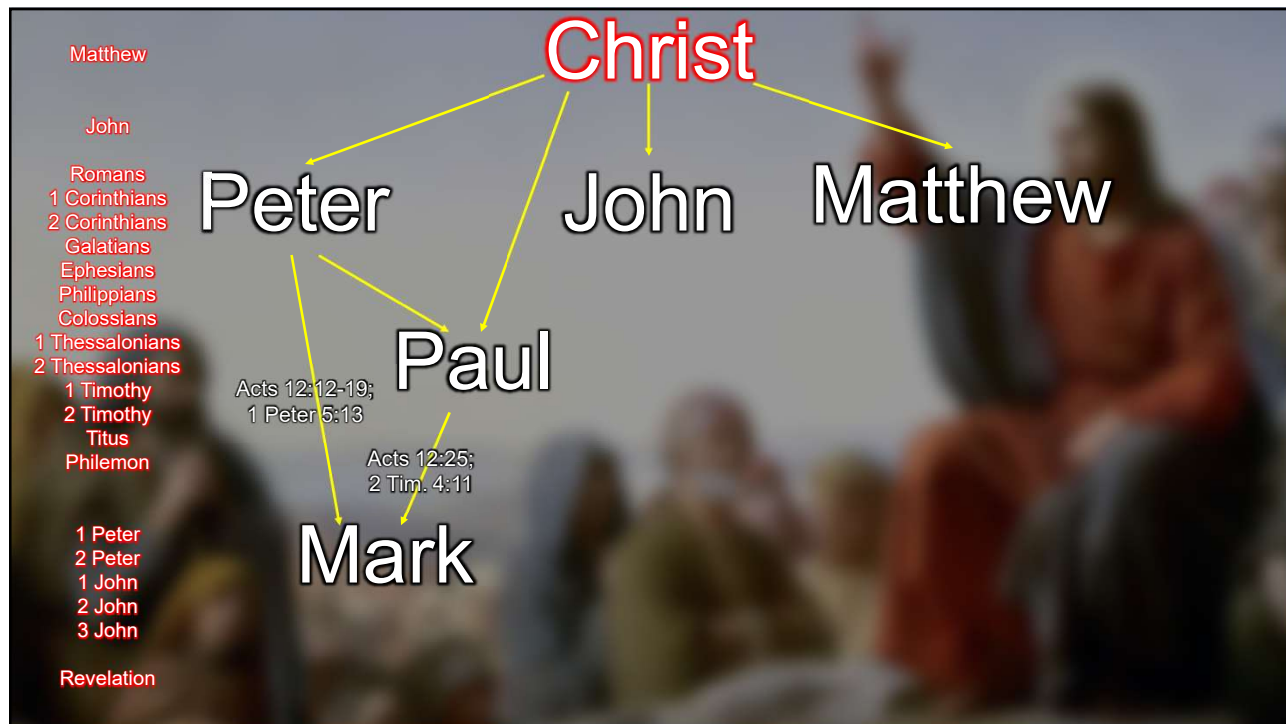 Christ
Matthew
John
Romans
1 Corinthians
2 Corinthians
Galatians
Ephesians
Philippians
Colossians
1 Thessalonians
2 Thessalonians
1 Timothy
2 Timothy
Titus
Philemon
1 Peter
2 Peter
1 John
2 John
3 John
Revelation
Peter
John
Matthew
Paul
Acts 12:12-19;
1 Peter 5:13
Acts 12:25;
2 Tim. 4:11
Mark